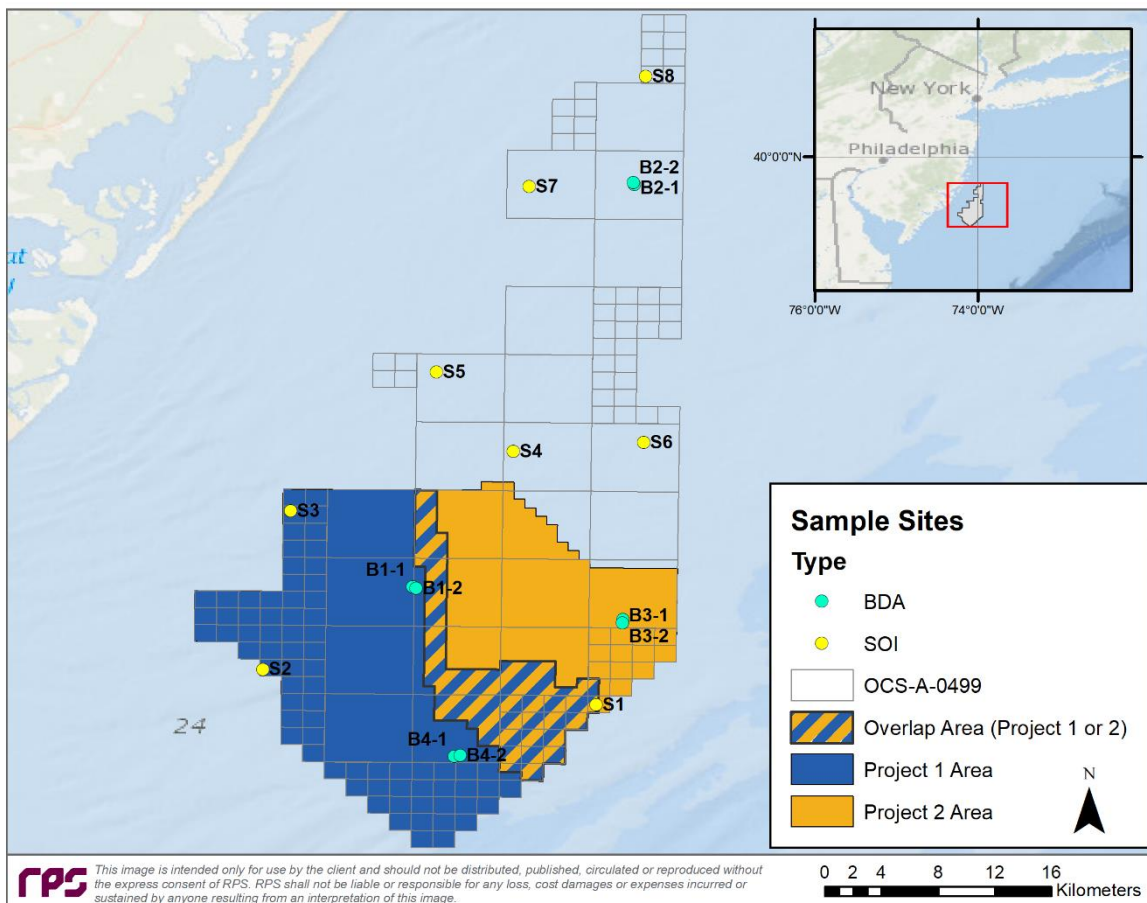 S8
New York
Philadelphia
40°0'0"N
76°0'0"W
74°0'0"W
B2-2
B2-1
S7
S5
S6
S4
S3
B1-1
B1-2
B3-1
B3-2
S2
S1
24
B4-1
B4-2
Sample Sites
Type
BDA
SOI
OCS-A-0499
Overlap Area (Project 1 or 2)
Project 1 Area
Project 2 Area
N
rps
This image is intended only for use by the client and should not be distributed, published, circulated or reproduced without
the express consent of RPS. RPS shall not be liable or responsible for any loss, cost damages or expenses incurred or
sustained by anyone resulting from an interpretation of this image.
0 2 4 8 12 16
Kilometers